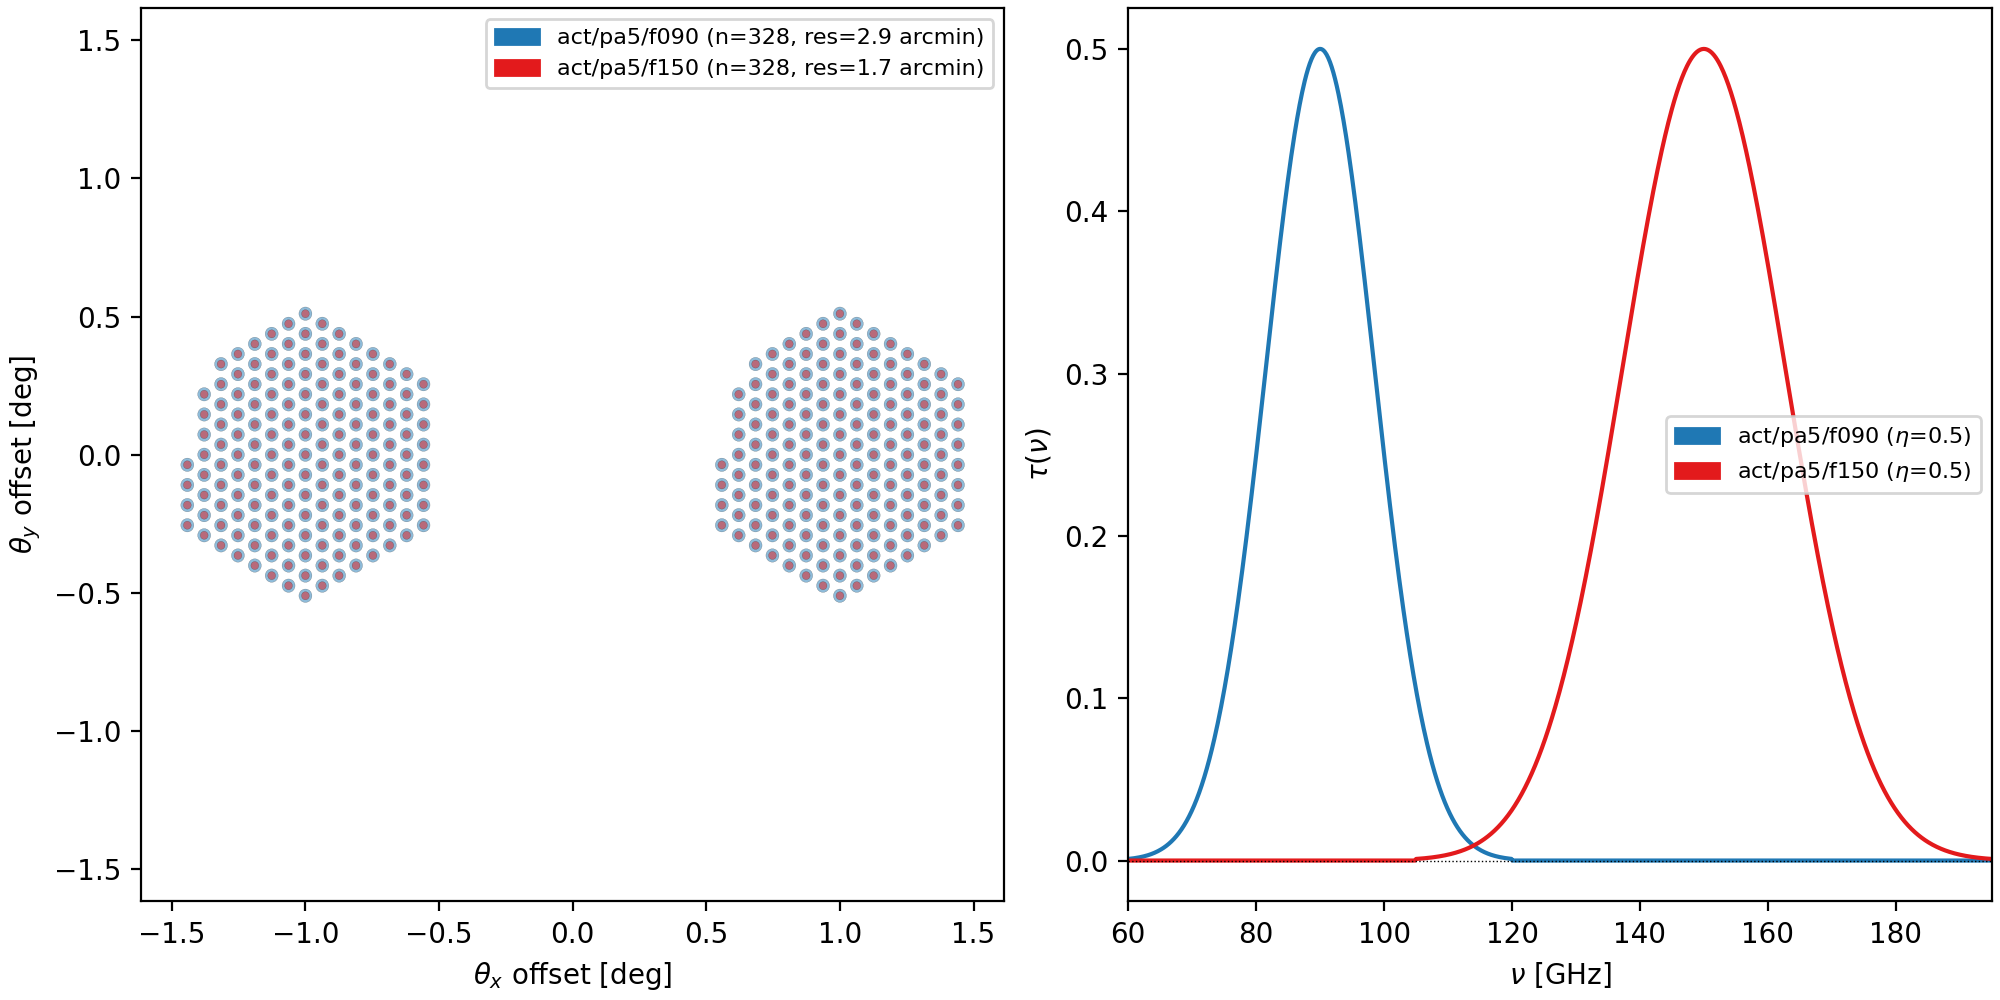 act/pa5/f090 (n=328, res=2.9 arcmin)
act/pa5/f150 (n=328, res=1.7 arcmin)
1.5
1.0
0.5
0.0
−0.5
−1.0
−1.5
θy offset [deg]
−1.5 −1.0 −0.5 0.0 0.5 1.0 1.5
θx offset [deg]
0.5
0.4
0.3
0.2
0.1
0.0
τ(ν)
act/pa5/f090 (η=0.5)
act/pa5/f150 (η=0.5)
60 80 100 120 140 160 180
ν [GHz]